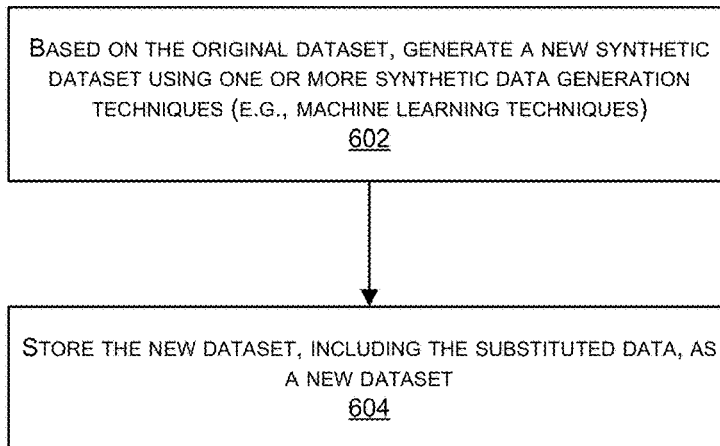 BASED ON THE ORIGINAL DATASET, GENERATE A NEW SYNTHETIC
DATASET USING ONE OR MORE SYNTHETIC DATA GENERATION
TECHNIQUES (E.G., MACHINE LEARNING TECHNIQUES)
602
STORE THE NEW DATASET, INCLUDING THE SUBSTITUTED DATA, AS
A NEW DATASET
604